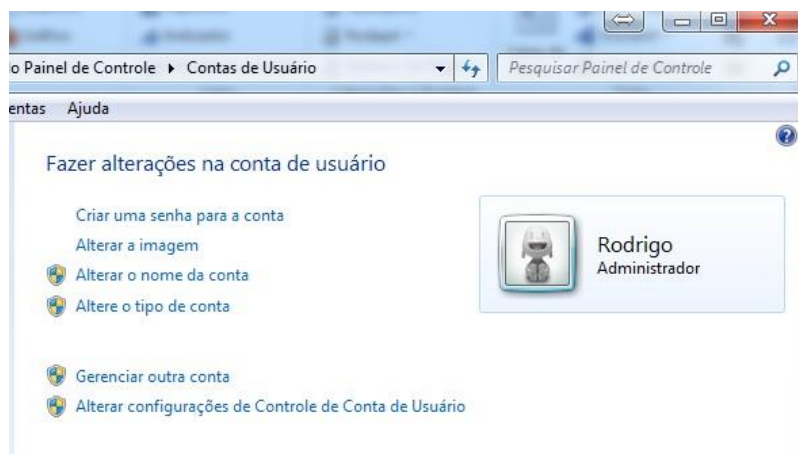 o Painel de Controle ▸ Contas de Usuário
Pesquisar Painel de Controle
entas Ajuda
Fazer alterações na conta de usuário
Criar uma senha para a conta
Alterar a imagem
Alterar o nome da conta
Altere o tipo de conta
Rodrigo
Administrador
Gerenciar outra conta
Alterar configurações de Controle de Conta de Usuário